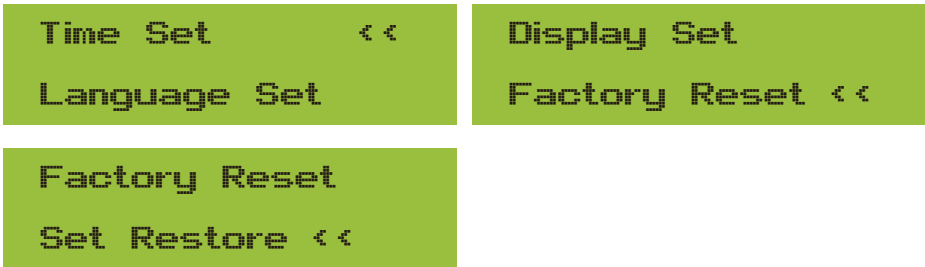 Time Set <<
Language Set
Display Set
Factory Reset <<
Factory Reset
Set Restore <<